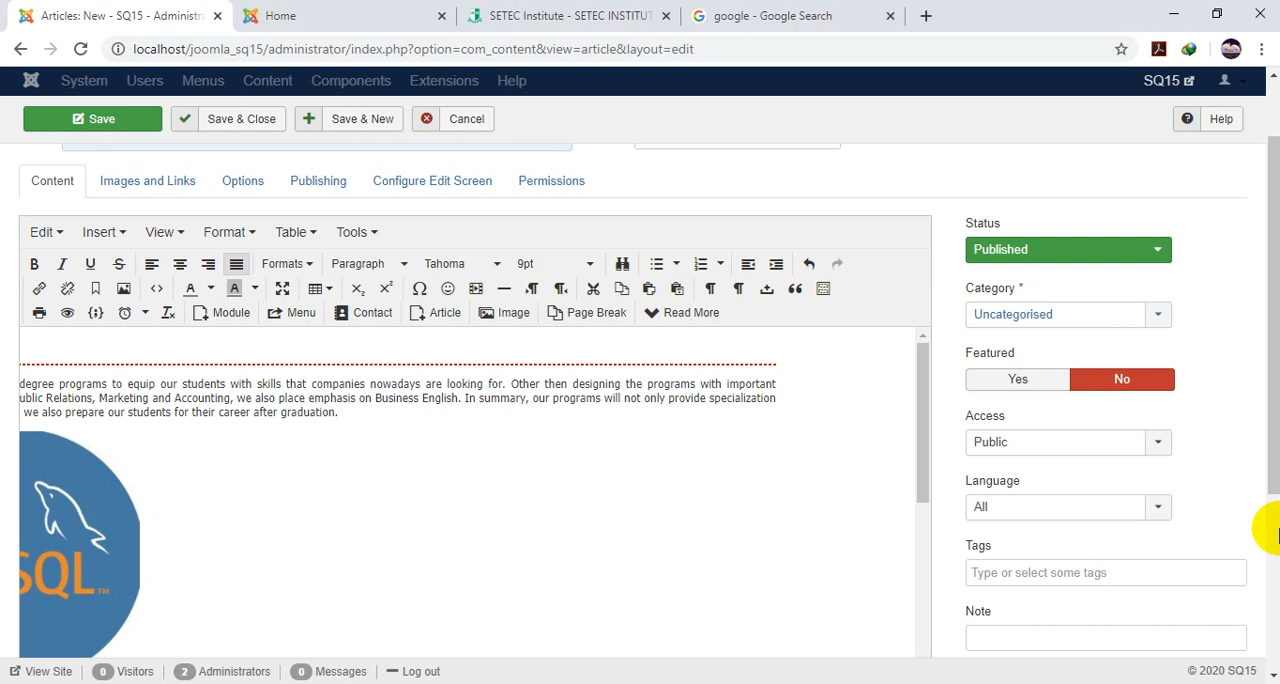 Articles: New - SQ15 - Administra
Home
SETEC Institute - SETEC INSTITUT
google - Google Search
localhost/joomla_sq15/administrator/index.php?option=com_content&view=article&layout=edit
System Users Menus Content Components Extensions Help
SQ15
Save
Save & Close
Save & New
Cancel
Help
Content
Images and Links
Options
Publishing
Configure Edit Screen
Permissions
Edit Insert View Format Table Tools
Formats Paragraph Tahoma 9pt
Module Menu Contact Article Image Page Break Read More
degree programs to equip our students with skills that companies nowadays are looking for. Other then designing the programs with important
ublic Relations, Marketing and Accounting, we also place emphasis on Business English. In summary, our programs will not only provide specialization
we also prepare our students for their career after graduation.
SQL™
Status
Published
Category *
Uncategorised
Featured
Yes No
Access
Public
Language
All
Tags
Type or select some tags
Note
View Site 0 Visitors 2 Administrators 0 Messages Log out
© 2020 SQ15